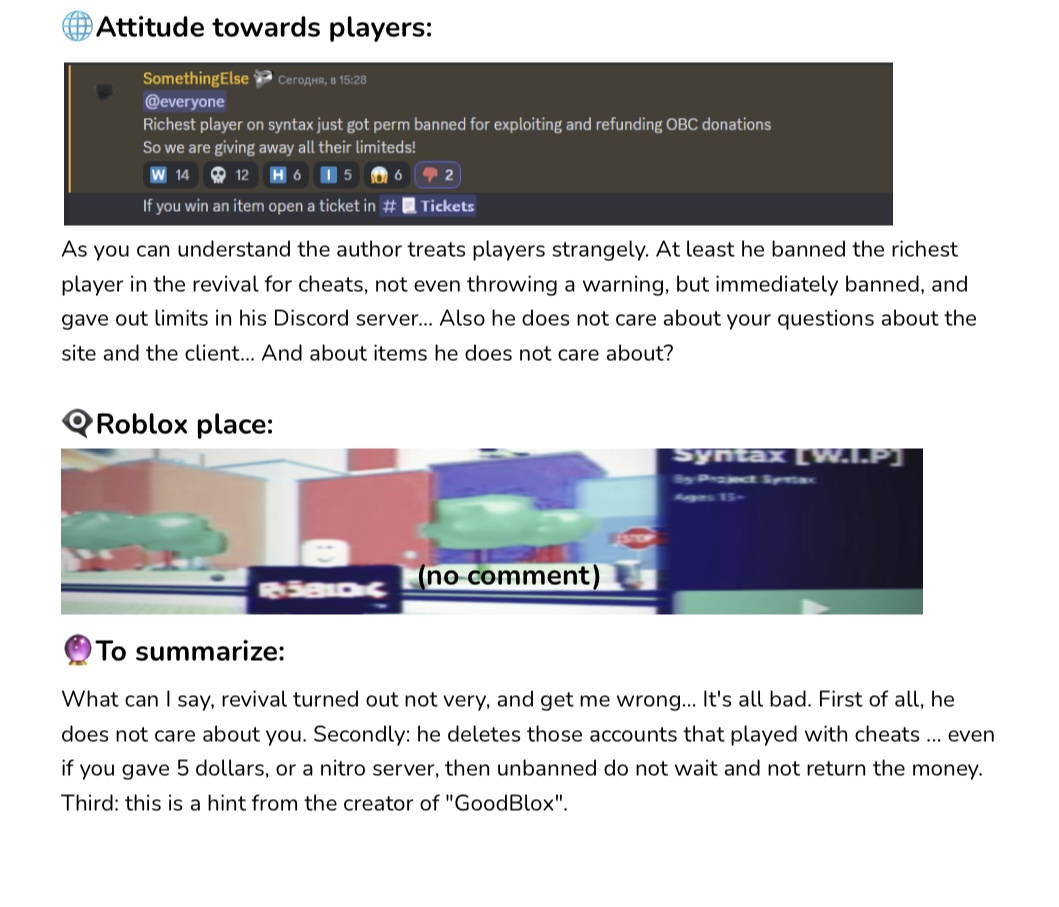 Attitude towards players:
SomethingElse Сегодня, в 15:28
@everyone
Richest player on syntax just got perm banned for exploiting and refunding OBC donations
So we are giving away all their limiteds!
W 14 12 H 6 I 5 6 2
If you win an item open a ticket in # Tickets
As you can understand the author treats players strangely. At least he banned the richest
player in the revival for cheats, not even throwing a warning, but immediately banned, and
gave out limits in his Discord server... Also he does not care about your questions about the
site and the client... And about items he does not care about?
Roblox place:
Syntax [W.I.P]
By Project Syntax
Ages 13+
STOP
(no comment)
ROBLOX
To summarize:
What can I say, revival turned out not very, and get me wrong... It's all bad. First of all, he
does not care about you. Secondly: he deletes those accounts that played with cheats ... even
if you gave 5 dollars, or a nitro server, then unbanned do not wait and not return the money.
Third: this is a hint from the creator of "GoodBlox".